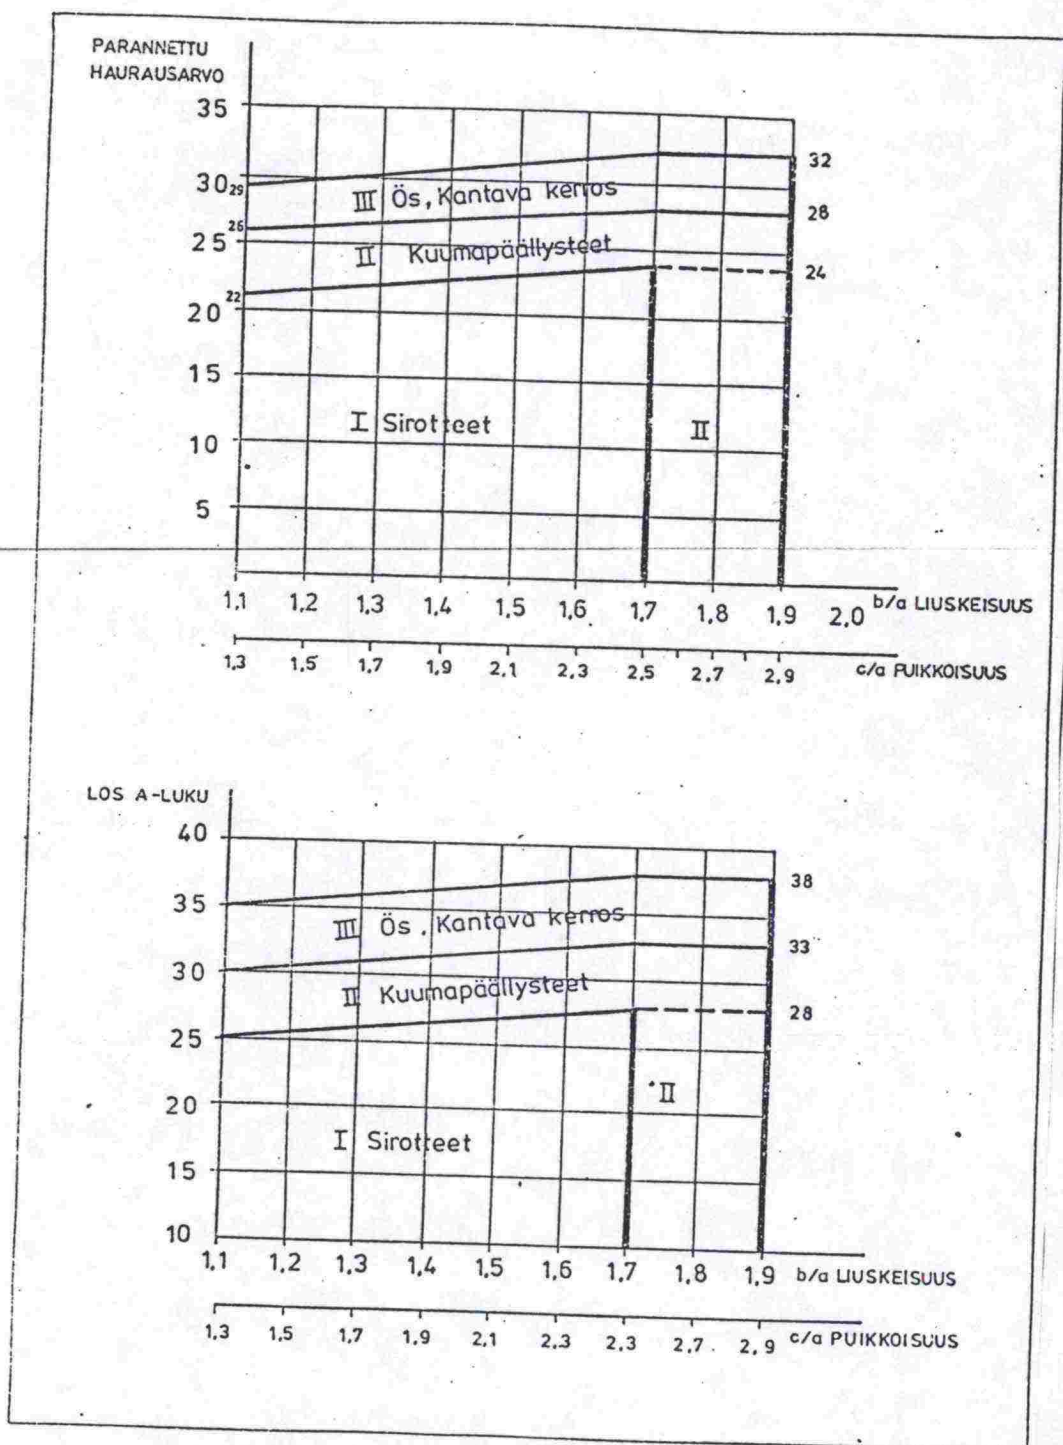 PARANNETTU
HAURAUSARVO
35
30
29
III Ös, Kantava kerros
32
26
25
II Kuumapäällysteet
28
22
20
24
15
I Sirotteet
II
10
5
1,1 1,2 1,3 1,4 1,5 1,6 1,7 1,8 1,9 2,0 b/a LIUSKEISUUS
1,3 1,5 1,7 1,9 2,1 2,3 2,5 2,7 2,9 c/a PUIKKOISUUS
LOS A-LUKU
40
38
35
III Ös. Kantava kerros
33
30
II Kuumapäällysteet
28
25
II
20
I Sirotteet
15
10
1,1 1,2 1,3 1,4 1,5 1,6 1,7 1,8 1,9 b/a LIUSKEISUUS
1,3 1,5 1,7 1,9 2,1 2,3 2,3 2,7 2,9 c/a PUIKKOISUUS